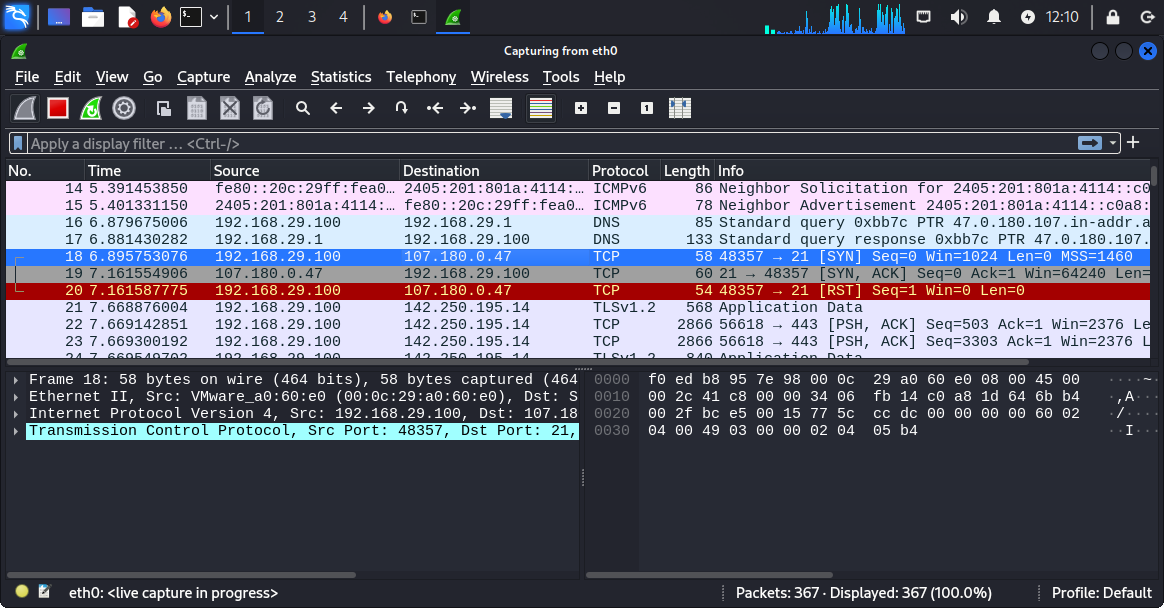 1 2 3 4 12:10
Capturing from eth0
File Edit View Go Capture Analyze Statistics Telephony Wireless Tools Help
Apply a display filter … <Ctrl-/>
No. Time Source Destination Protocol Length Info
14 5.391453850 fe80::20c:29ff:fea0… 2405:201:801a:4114:… ICMPv6 86 Neighbor Solicitation for 2405:201:801a:4114::c0
15 5.401331150 2405:201:801a:4114:… fe80::20c:29ff:fea0… ICMPv6 78 Neighbor Advertisement 2405:201:801a:4114::c0a8:
16 6.879675006 192.168.29.100 192.168.29.1 DNS 85 Standard query 0xbb7c PTR 47.0.180.107.in-addr.a
17 6.881430282 192.168.29.1 192.168.29.100 DNS 133 Standard query response 0xbb7c PTR 47.0.180.107.
18 6.895753076 192.168.29.100 107.180.0.47 TCP 58 48357 → 21 [SYN] Seq=0 Win=1024 Len=0 MSS=1460
19 7.161554906 107.180.0.47 192.168.29.100 TCP 60 21 → 48357 [SYN, ACK] Seq=0 Ack=1 Win=64240 Len=
20 7.161587775 192.168.29.100 107.180.0.47 TCP 54 48357 → 21 [RST] Seq=1 Win=0 Len=0
21 7.668876004 192.168.29.100 142.250.195.14 TLSv1.2 568 Application Data
22 7.669142851 192.168.29.100 142.250.195.14 TCP 2866 56618 → 443 [PSH, ACK] Seq=503 Ack=1 Win=2376 Le
23 7.669300192 192.168.29.100 142.250.195.14 TCP 2866 56618 → 443 [PSH, ACK] Seq=3303 Ack=1 Win=2376 L
24 7.669549702 192.168.29.100 142.250.195.14 TLSv1.2 840 Application Data
Frame 18: 58 bytes on wire (464 bits), 58 bytes captured (464
Ethernet II, Src: VMware_a0:60:e0 (00:0c:29:a0:60:e0), Dst: S
Internet Protocol Version 4, Src: 192.168.29.100, Dst: 107.18
Transmission Control Protocol, Src Port: 48357, Dst Port: 21,
0000 f0 ed b8 95 7e 98 00 0c 29 a0 60 e0 08 00 45 00 ····~·
0010 00 2c 41 c8 00 00 34 06 fb 14 c0 a8 1d 64 6b b4 ·,A···
0020 00 2f bc e5 00 15 77 5c cc dc 00 00 00 00 60 02 ·/····
0030 04 00 49 03 00 00 02 04 05 b4 ··I···
eth0: <live capture in progress> Packets: 367 · Displayed: 367 (100.0%) Profile: Default